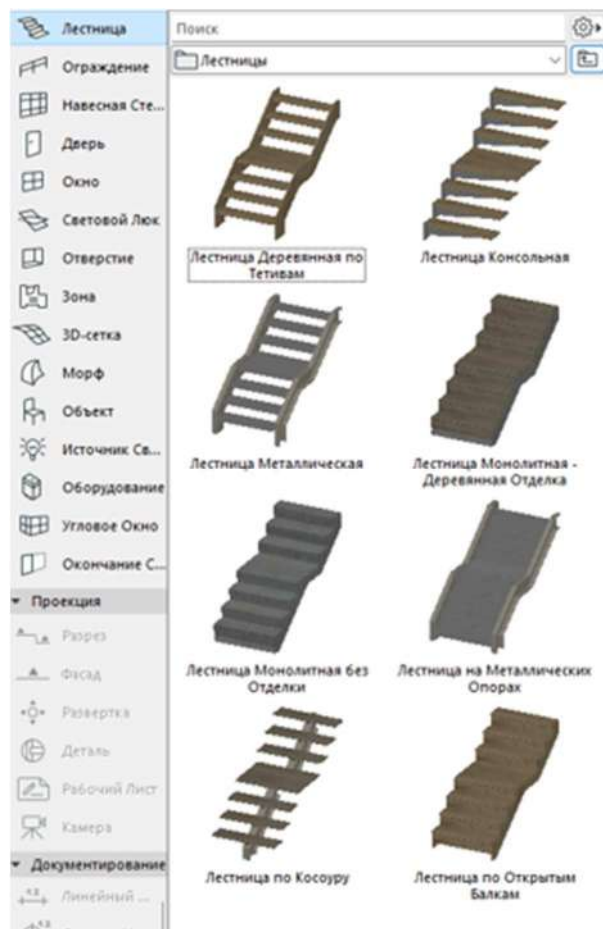 Лестница
Ограждение
Навесная Сте...
Дверь
Окно
Световой Люк
Отверстие
Зона
3D-сетка
Морф
Объект
Источник Св...
Оборудование
Угловое Окно
Окончание С...
Проекция
Разрез
Фасад
Развертка
Деталь
Рабочий Лист
Камера
Документирование
Линейный ...
Поиск
Лестницы
Лестница Деревянная по
Тетивам
Лестница Консольная
Лестница Металлическая
Лестница Монолитная -
Деревянная Отделка
Лестница Монолитная без
Отделки
Лестница на Металлических
Опорах
Лестница по Косоуру
Лестница по Открытым
Балкам